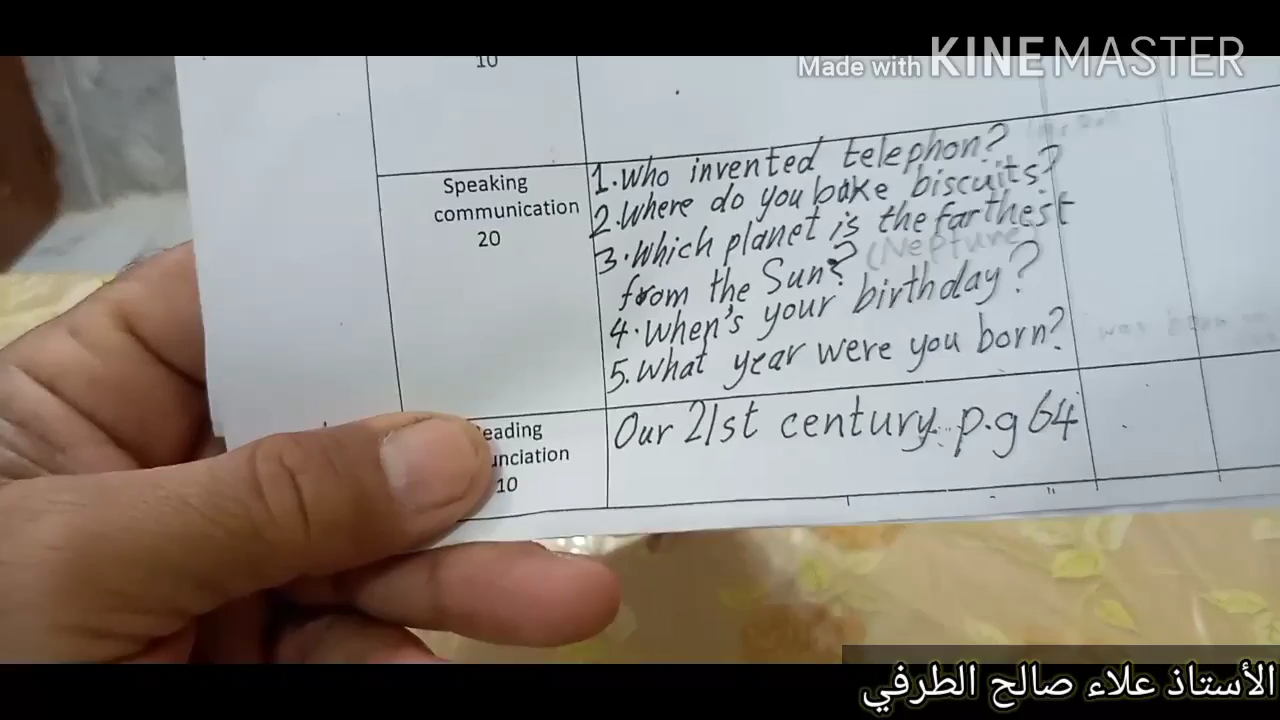 Made with KINEMASTER
10
Speaking
communication
20
1. Who invented telephon?
2. Where do you bake biscuits?
3. Which planet is the farthest
(Neptune)
from the Sun?
4. When's your birthday?
5. What year were you born?
eading
unciation
10
Our 21st century p.g 64
الأستاذ علاء صالح الطرفي